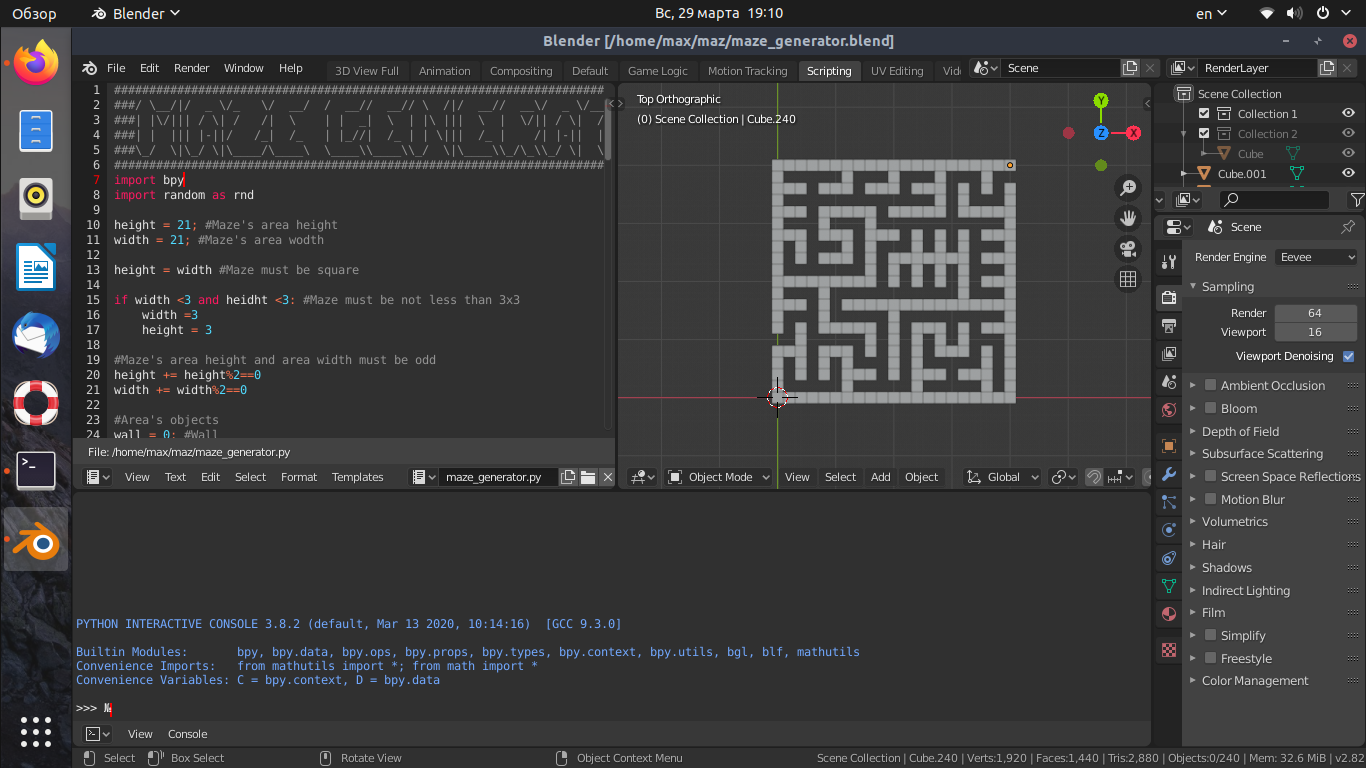 Обзор
Blender
Вс, 29 марта 19:10
en
Blender [/home/max/maz/maze_generator.blend]
File Edit Render Window Help
3D View Full Animation Compositing Default Game Logic Motion Tracking Scripting UV Editing
Scene
RenderLayer
1 ######################################################################
2
3
4
5
6 ######################################################################
7 import bpy
8 import random as rnd
9
10 height = 21; #Maze's area height
11 width = 21; #Maze's area wodth
12
13 height = width #Maze must be square
14
15 if width <3 and heidht <3: #Maze must be not less than 3x3
16 width =3
17 height = 3
18
19 #Maze's area height and area width must be odd
20 height += height%2==0
21 width += width%2==0
22
23 #Area's objects
24 wall = 0; #Wall
File: /home/max/maz/maze_generator.py
View Text Edit Select Format Templates
maze_generator.py
Top Orthographic
(0) Scene Collection | Cube.240
Y
Z
X
Object Mode
View Select Add Object
Global
Scene Collection
Collection 1
Collection 2
Cube
Cube.001
Scene
Render Engine Eevee
Sampling
Render 64
Viewport 16
Viewport Denoising
Ambient Occlusion
Bloom
Depth of Field
Subsurface Scattering
Screen Space Reflections
Motion Blur
Volumetrics
Hair
Shadows
Indirect Lighting
Film
Simplify
Freestyle
Color Management
PYTHON INTERACTIVE CONSOLE 3.8.2 (default, Mar 13 2020, 10:14:16) [GCC 9.3.0]
Builtin Modules: bpy, bpy.data, bpy.ops, bpy.props, bpy.types, bpy.context, bpy.utils, bgl, blf, mathutils
Convenience Imports: from mathutils import *; from math import *
Convenience Variables: C = bpy.context, D = bpy.data
>>> №
View Console
Select Box Select Rotate View Object Context Menu
Scene Collection | Cube.240 | Verts:1,920 | Faces:1,440 | Tris:2,880 | Objects:0/240 | Mem: 32.6 MiB | v2.82